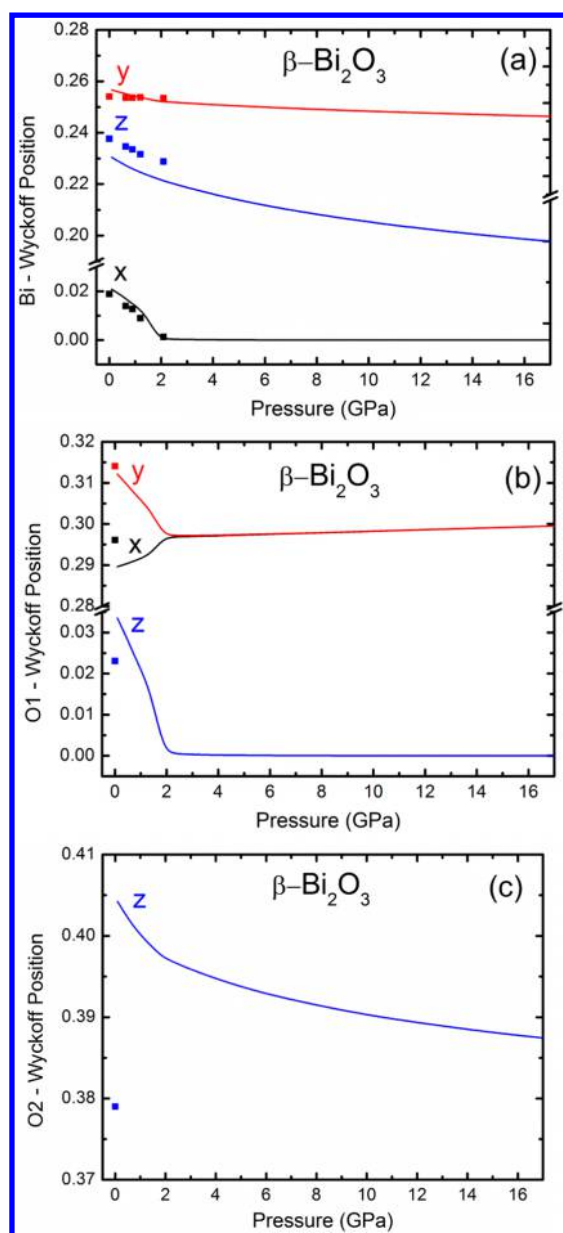 β–Bi₂O₃
(a)
y
z
x
Bi - Wyckoff Position
0.28
0.26
0.24
0.22
0.20
0.02
0.00
0 2 4 6 8 10 12 14 16
Pressure (GPa)
β–Bi₂O₃
(b)
y
x
z
O1 - Wyckoff Position
0.32
0.31
0.30
0.29
0.28
0.03
0.02
0.01
0.00
0 2 4 6 8 10 12 14 16
Pressure (GPa)
β–Bi₂O₃
(c)
z
O2 - Wyckoff Position
0.41
0.40
0.39
0.38
0.37
0 2 4 6 8 10 12 14 16
Pressure (GPa)